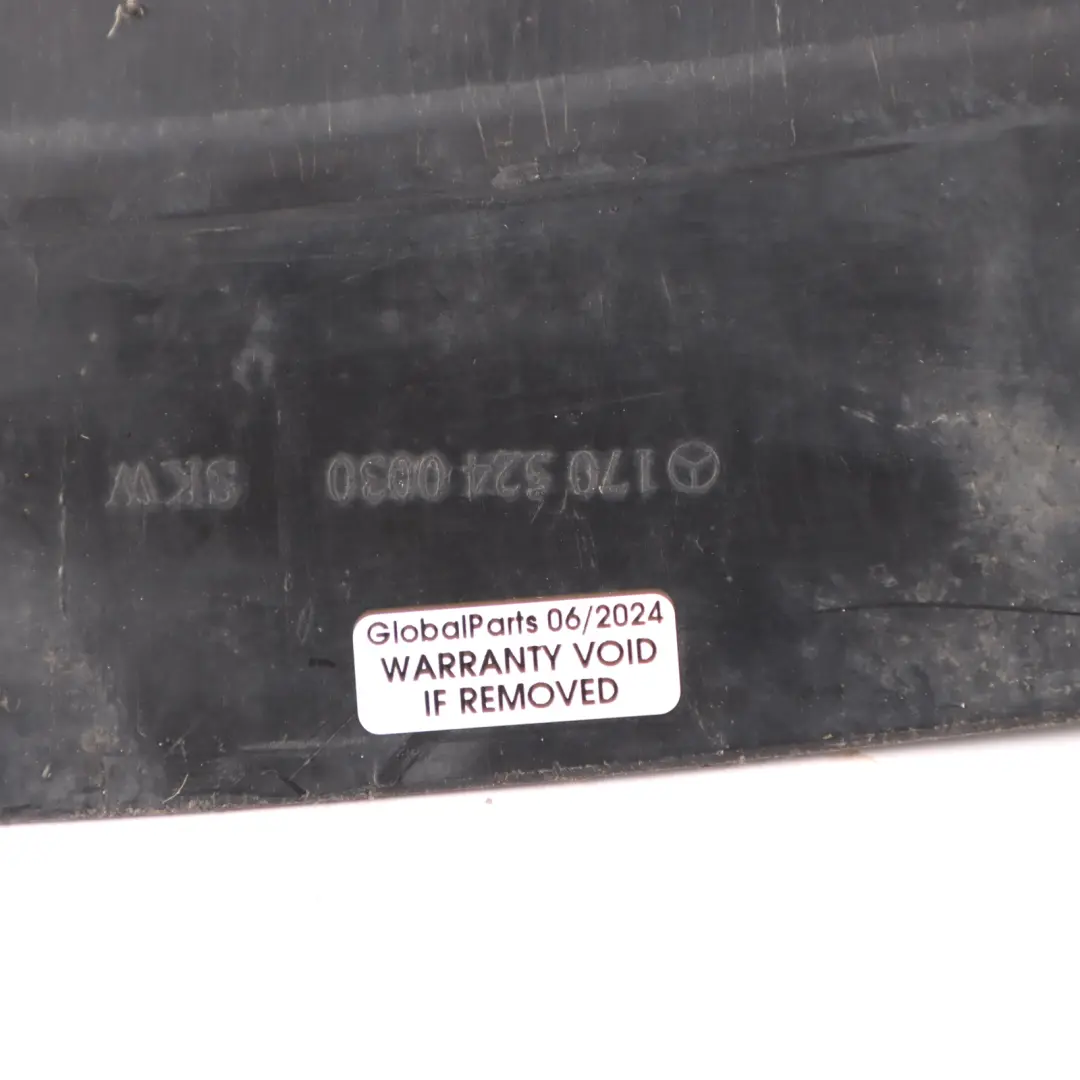 170 524 0030 SKW
GlobalParts 06/2024
WARRANTY VOID
IF REMOVED